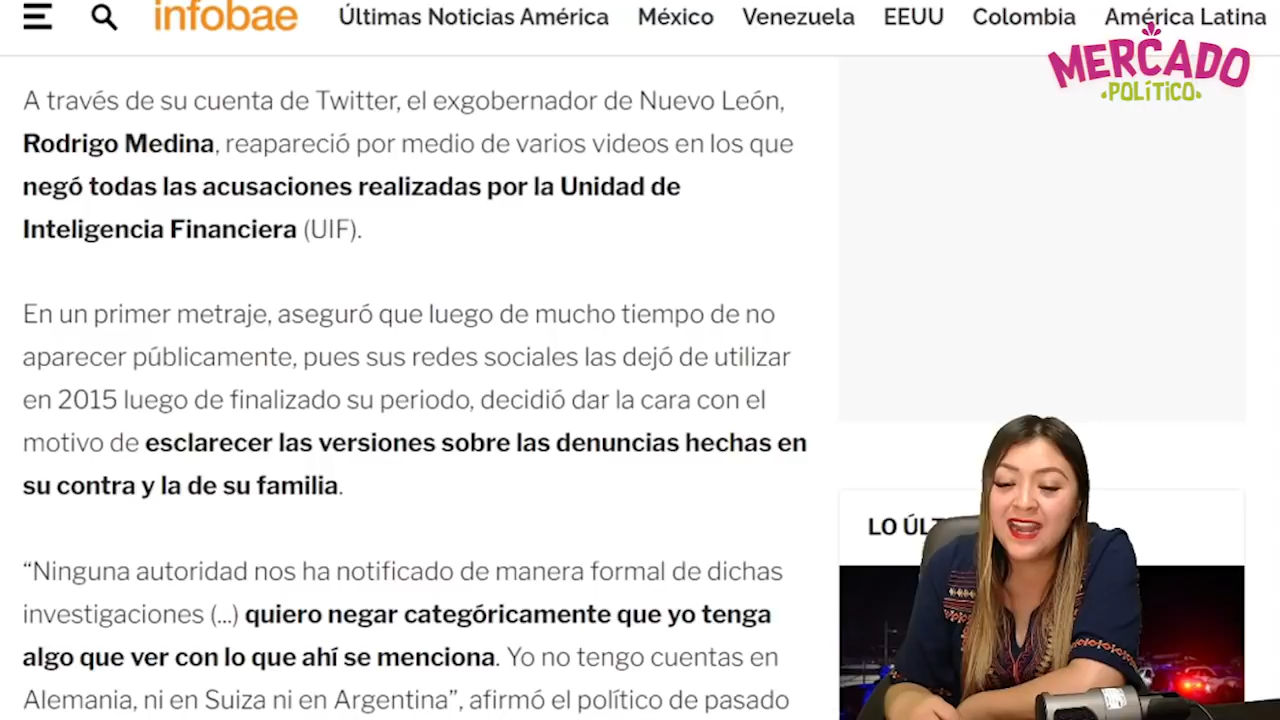 infobae
Últimas Noticias América México Venezuela EEUU Colombia América Latina
MERCADO
POLÍTICO
A través de su cuenta de Twitter, el exgobernador de Nuevo León,
Rodrigo Medina, reapareció por medio de varios videos en los que
negó todas las acusaciones realizadas por la Unidad de
Inteligencia Financiera (UIF).
En un primer metraje, aseguró que luego de mucho tiempo de no
aparecer públicamente, pues sus redes sociales las dejó de utilizar
en 2015 luego de finalizado su periodo, decidió dar la cara con el
motivo de esclarecer las versiones sobre las denuncias hechas en
su contra y la de su familia.
“Ninguna autoridad nos ha notificado de manera formal de dichas
investigaciones (...) quiero negar categóricamente que yo tenga
algo que ver con lo que ahí se menciona. Yo no tengo cuentas en
Alemania, ni en Suiza ni en Argentina”, afirmó el político de pasado
LO